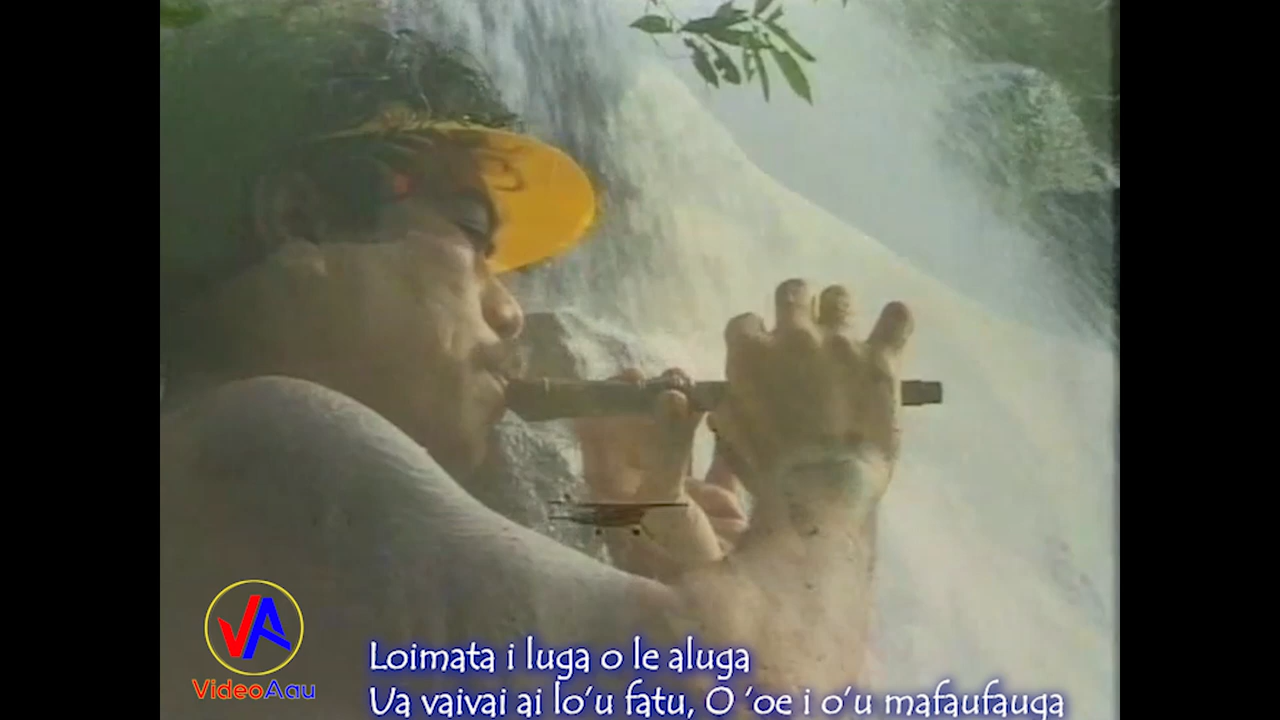 VA
VideoAau
Loimata i luga o le aluga
Ua vaivai ai lo'u fatu, O 'oe i o'u mafaufauga